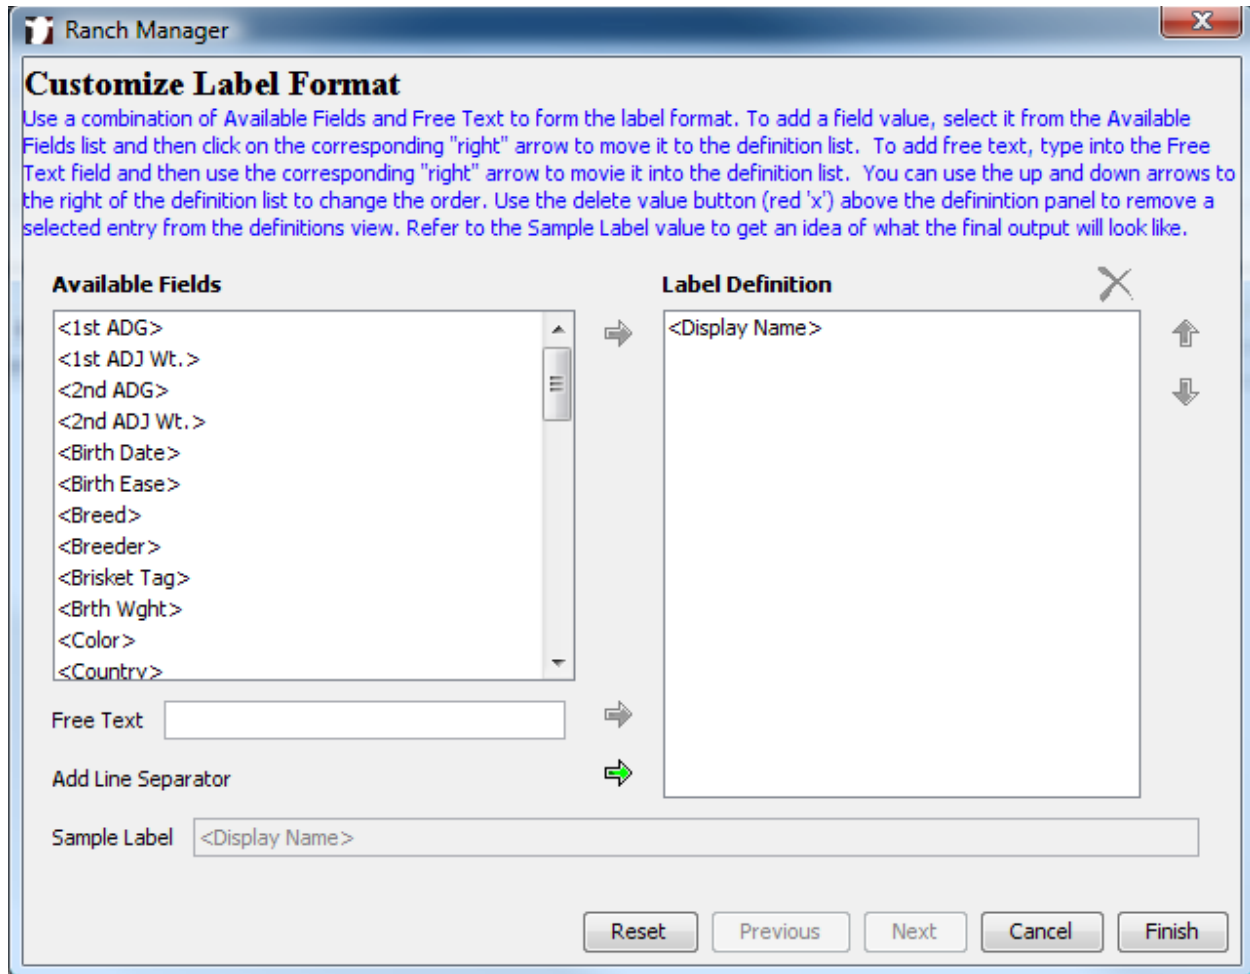 Ranch Manager
Customize Label Format
Use a combination of Available Fields and Free Text to form the label format. To add a field value, select it from the Available
Fields list and then click on the corresponding "right" arrow to move it to the definition list.  To add free text, type into the Free
Text field and then use the corresponding "right" arrow to movie it into the definition list.  You can use the up and down arrows to
the right of the definition list to change the order. Use the delete value button (red 'x') above the definintion panel to remove a
selected entry from the definitions view. Refer to the Sample Label value to get an idea of what the final output will look like.
Available Fields
<1st ADG>
<1st ADJ Wt.>
<2nd ADG>
<2nd ADJ Wt.>
<Birth Date>
<Birth Ease>
<Breed>
<Breeder>
<Brisket Tag>
<Brth Wght>
<Color>
<Country>
Label Definition
<Display Name>
Free Text
Add Line Separator
Sample Label <Display Name>
Reset Previous Next Cancel Finish